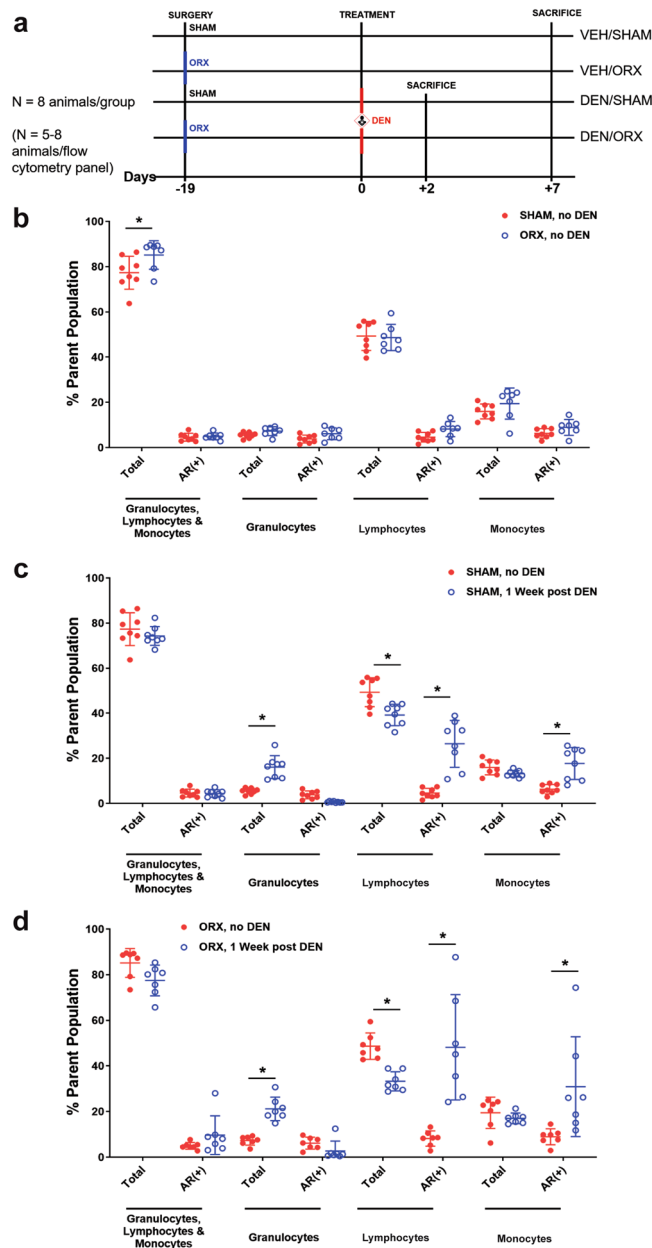 a
SURGERY
TREATMENT
SACRIFICE
SHAM
VEH/SHAM
ORX
VEH/ORX
N = 8 animals/group
SHAM
SACRIFICE
DEN/SHAM
(N = 5-8
animals/flow
cytometry panel)
ORX
DEN
DEN/ORX
Days
-19
0
+2
+7
b
% Parent Population
100
80
60
40
20
0
*
SHAM, no DEN
ORX, no DEN
Total
AR(+)
Total
AR(+)
Total
AR(+)
Total
AR(+)
Granulocytes,
Lymphocytes &
Monocytes
Granulocytes
Lymphocytes
Monocytes
c
% Parent Population
100
80
60
40
20
0
SHAM, no DEN
SHAM, 1 Week post DEN
*
*
*
*
Total
AR(+)
Total
AR(+)
Total
AR(+)
Total
AR(+)
Granulocytes,
Lymphocytes &
Monocytes
Granulocytes
Lymphocytes
Monocytes
d
% Parent Population
100
80
60
40
20
0
ORX, no DEN
ORX, 1 Week post DEN
*
*
*
*
Total
AR(+)
Total
AR(+)
Total
AR(+)
Total
AR(+)
Granulocytes,
Lymphocytes &
Monocytes
Granulocytes
Lymphocytes
Monocytes